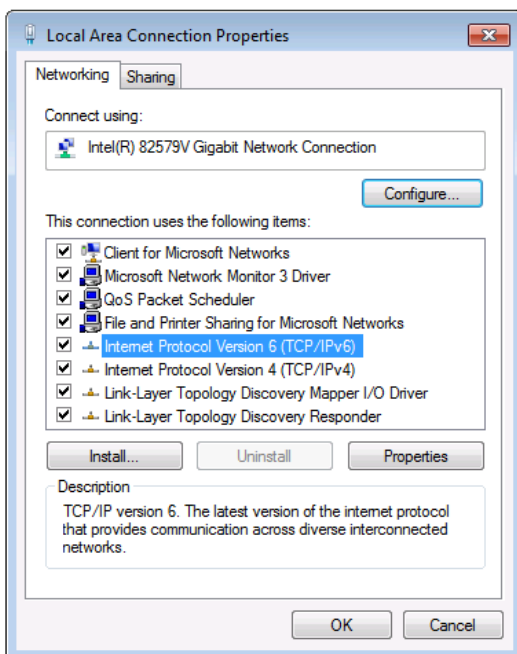 Local Area Connection Properties
Networking
Sharing
Connect using:
Intel(R) 82579V Gigabit Network Connection
Configure...
This connection uses the following items:
Client for Microsoft Networks
Microsoft Network Monitor 3 Driver
QoS Packet Scheduler
File and Printer Sharing for Microsoft Networks
Internet Protocol Version 6 (TCP/IPv6)
Internet Protocol Version 4 (TCP/IPv4)
Link-Layer Topology Discovery Mapper I/O Driver
Link-Layer Topology Discovery Responder
Install...
Uninstall
Properties
Description
TCP/IP version 6. The latest version of the internet protocol
that provides communication across diverse interconnected
networks.
OK
Cancel